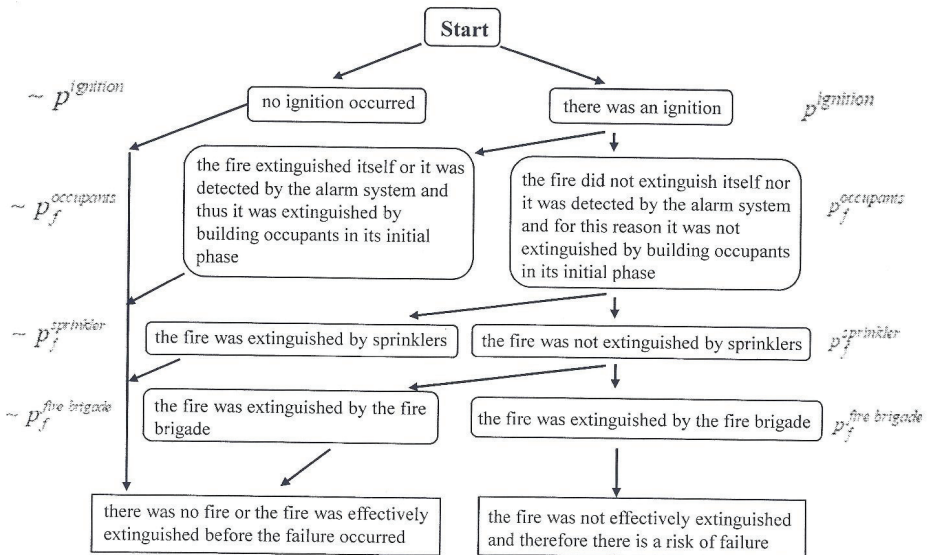 Start
~ p^ignition
no ignition occurred
there was an ignition
p^ignition
~ p_f^occupants
the fire extinguished itself or it was
detected by the alarm system and
thus it was extinguished by
building occupants in its initial
phase
the fire did not extinguish itself nor
it was detected by the alarm system
and for this reason it was not
extinguished by building occupants
in its initial phase
p_f^occupants
~ p_f^sprinkler
the fire was extinguished by sprinklers
the fire was not extinguished by sprinklers
p_f^sprinkler
~ p_f^fire brigade
the fire was extinguished by the fire
brigade
the fire was extinguished by the fire brigade
p_f^fire brigade
there was no fire or the fire was effectively
extinguished before the failure occurred
the fire was not effectively extinguished
and therefore there is a risk of failure